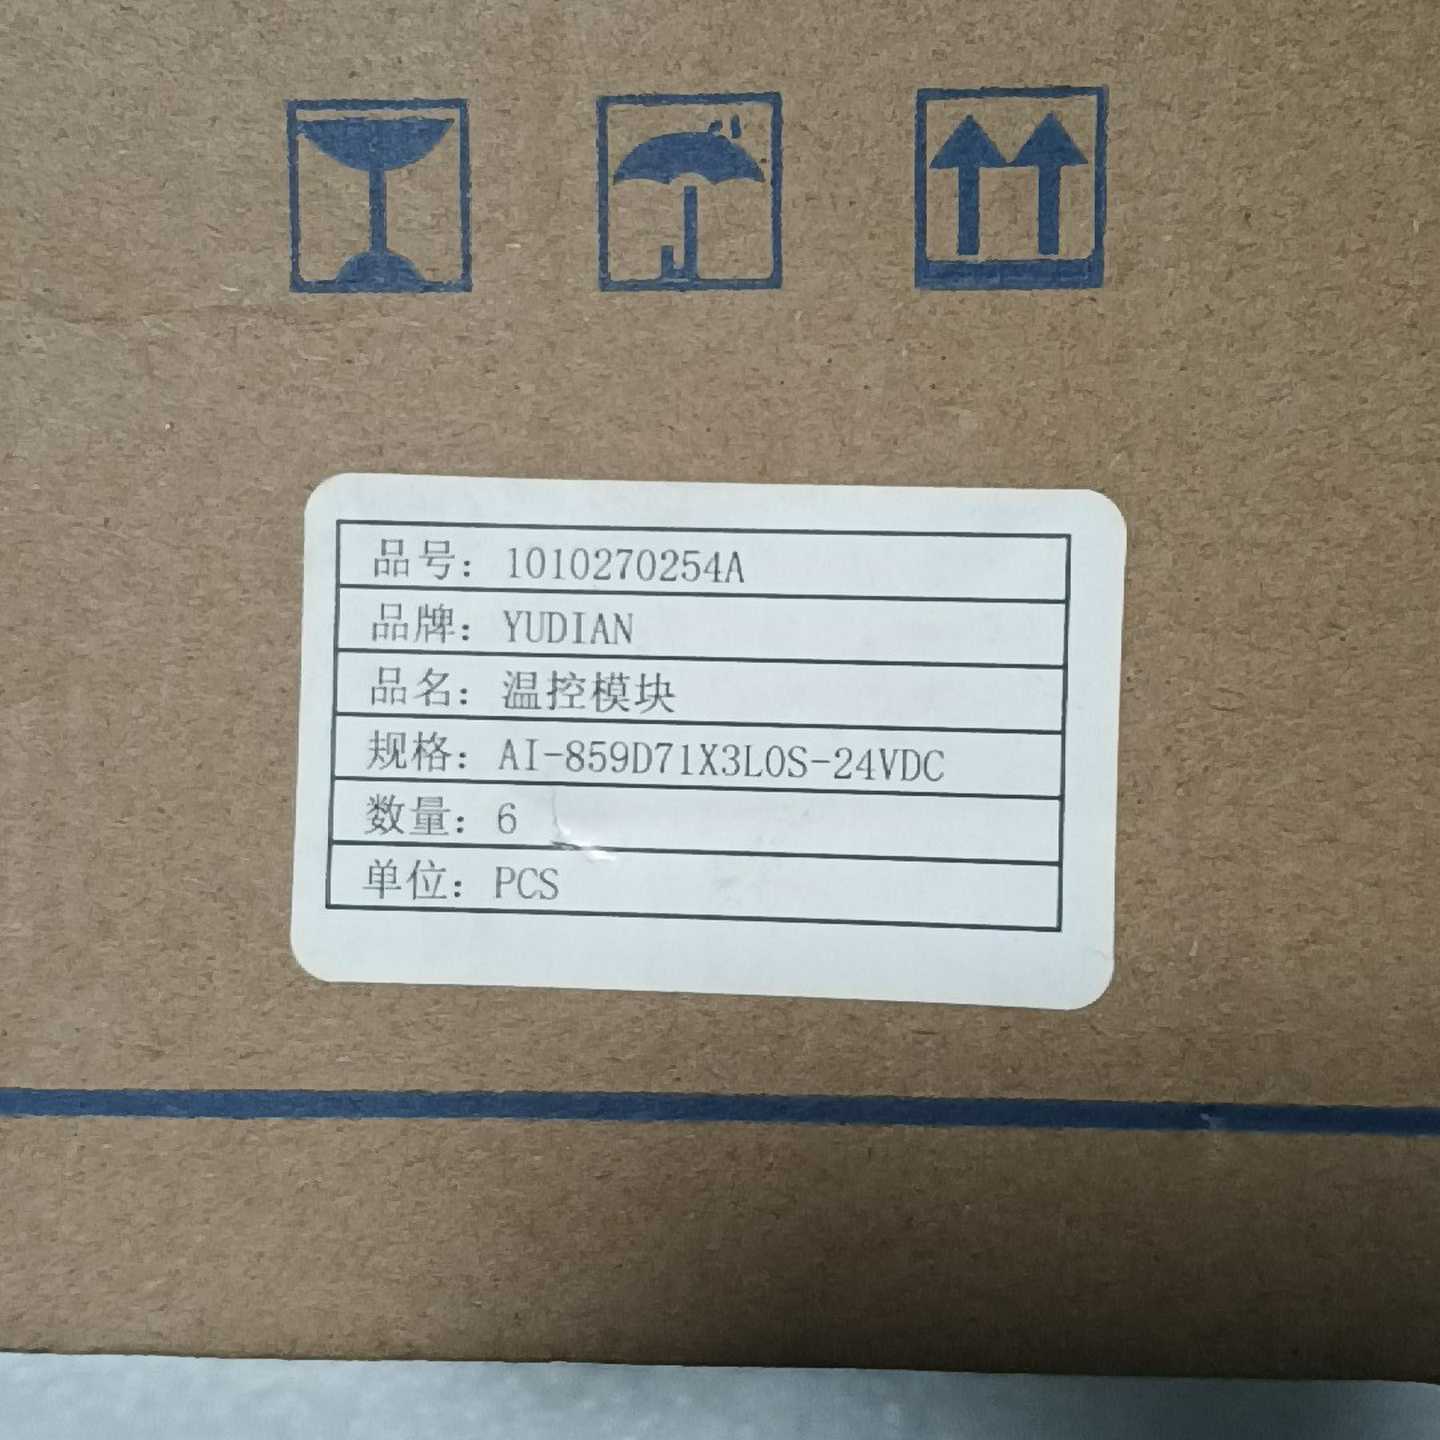 品号：1010270254A
品牌：YUDIAN
品名：温控模块
规格：AI-859D71X3L0S-24VDC
数量：6
单位：PCS